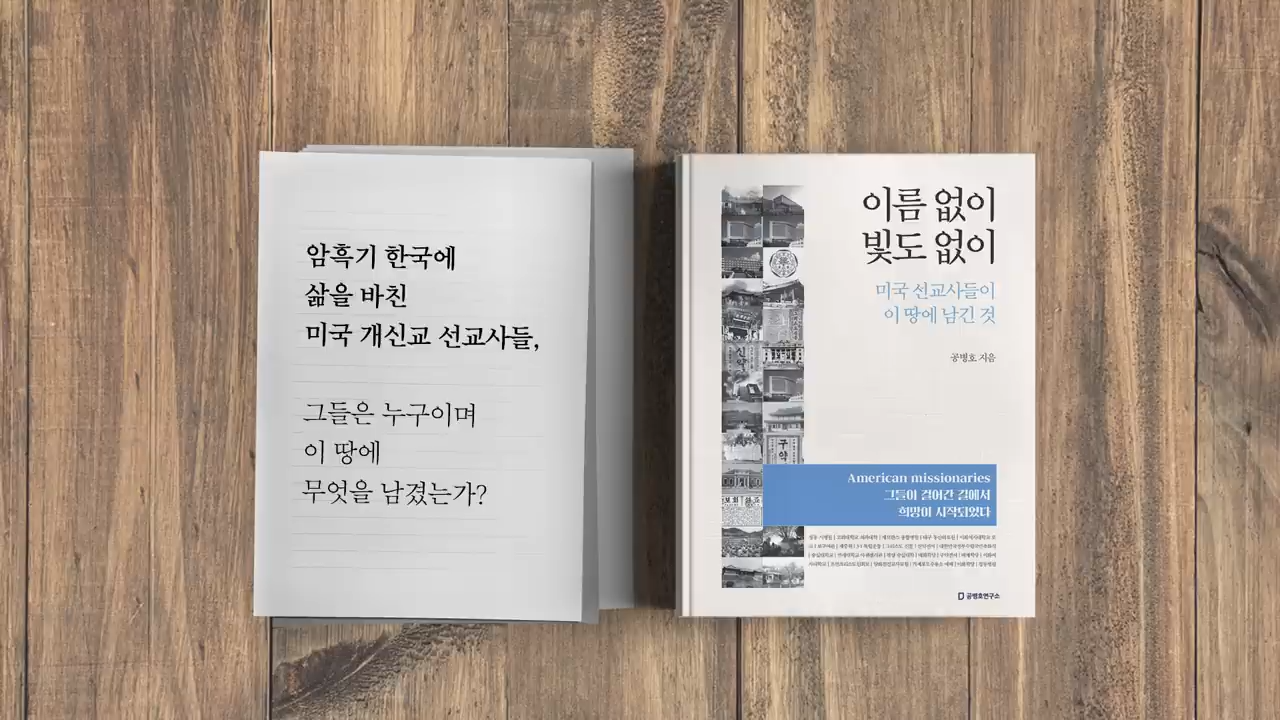 암흑기 한국에
삶을 바친
미국 개신교 선교사들,
그들은 누구이며
이 땅에
무엇을 남겼는가?
이름 없이
빛도 없이
미국 선교사들이
이 땅에 남긴 것
공병호 지음
신약
구약
American missionaries
그들이 걸어간 길에서
희망이 시작되었다
공병호연구소